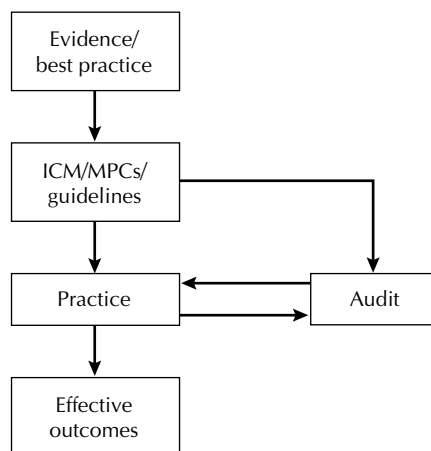 Evidence/
best practice
ICM/MPCs/
guidelines
Practice
Audit
Effective
outcomes